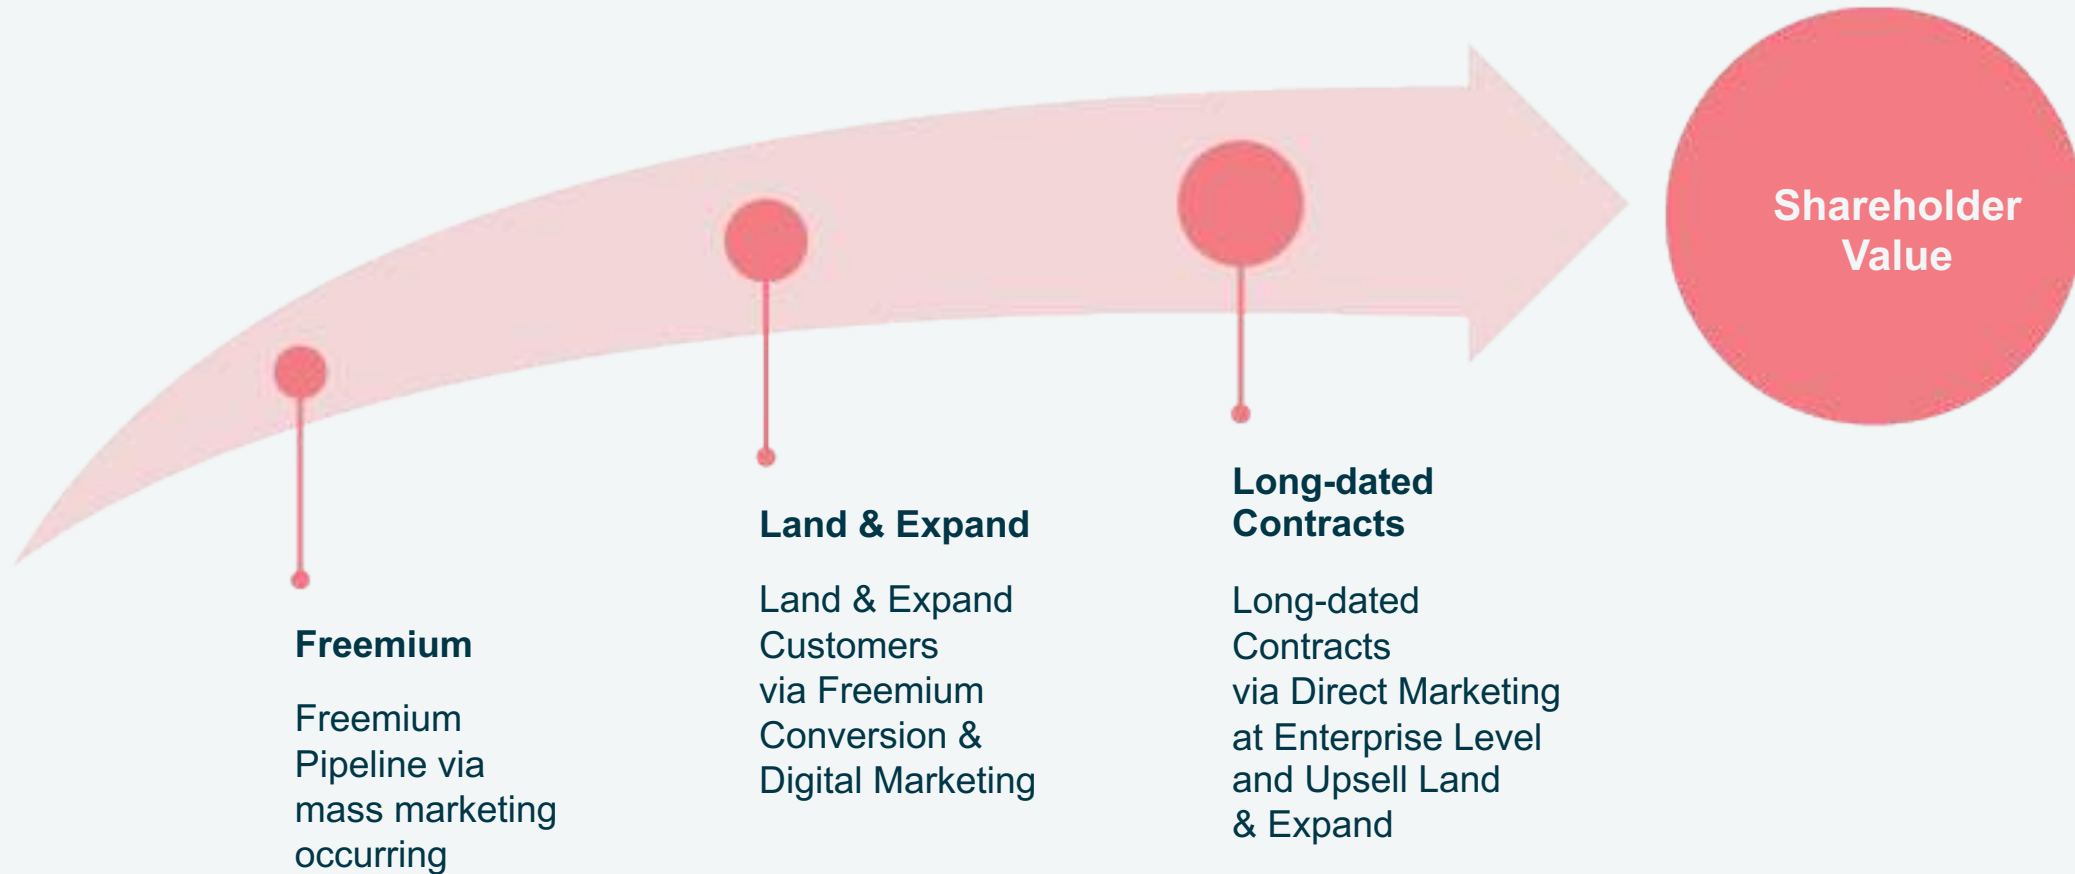 Shareholder
Value
Freemium
Freemium
Pipeline via
mass marketing
occurring
Land & Expand
Land & Expand
Customers
via Freemium
Conversion &
Digital Marketing
Long-dated
Contracts
Long-dated
Contracts
via Direct Marketing
at Enterprise Level
and Upsell Land
& Expand